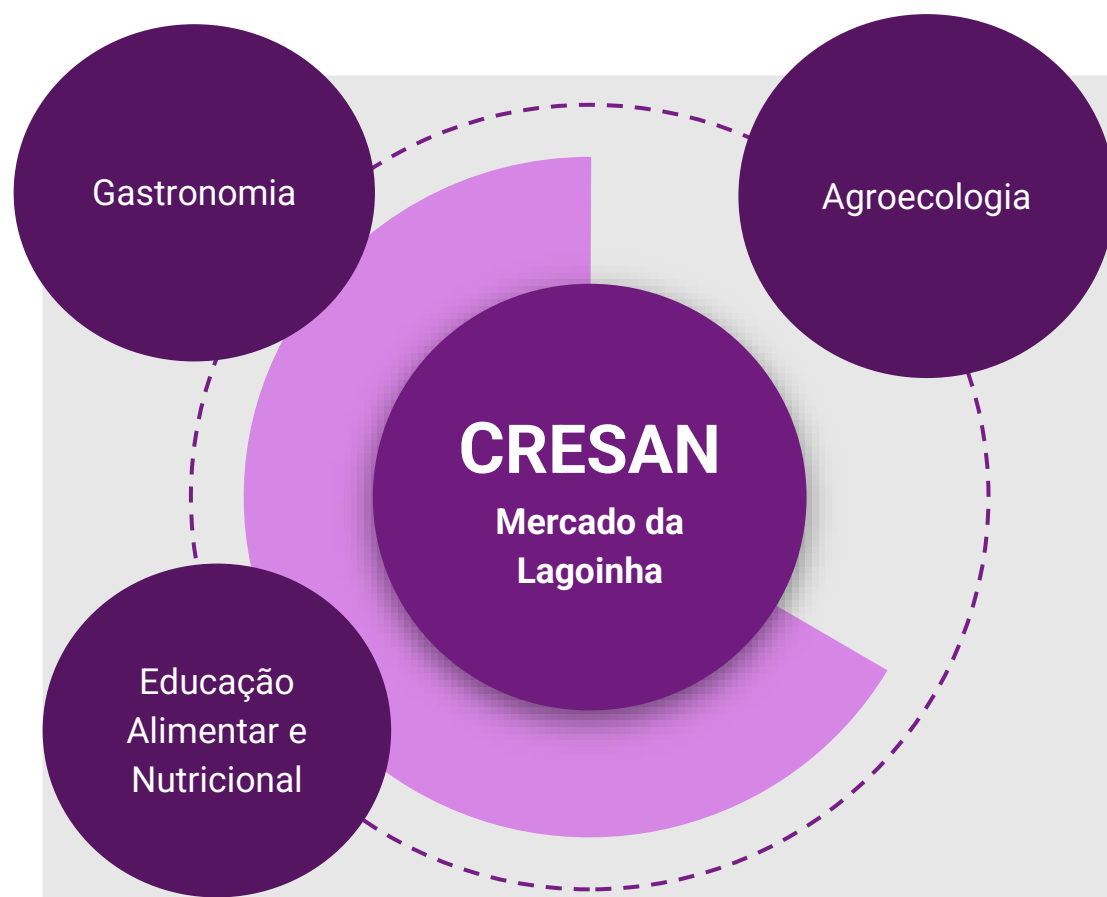 Gastronomia
Agroecologia
CRESAN
Mercado da
Lagoinha
Educação
Alimentar e
Nutricional